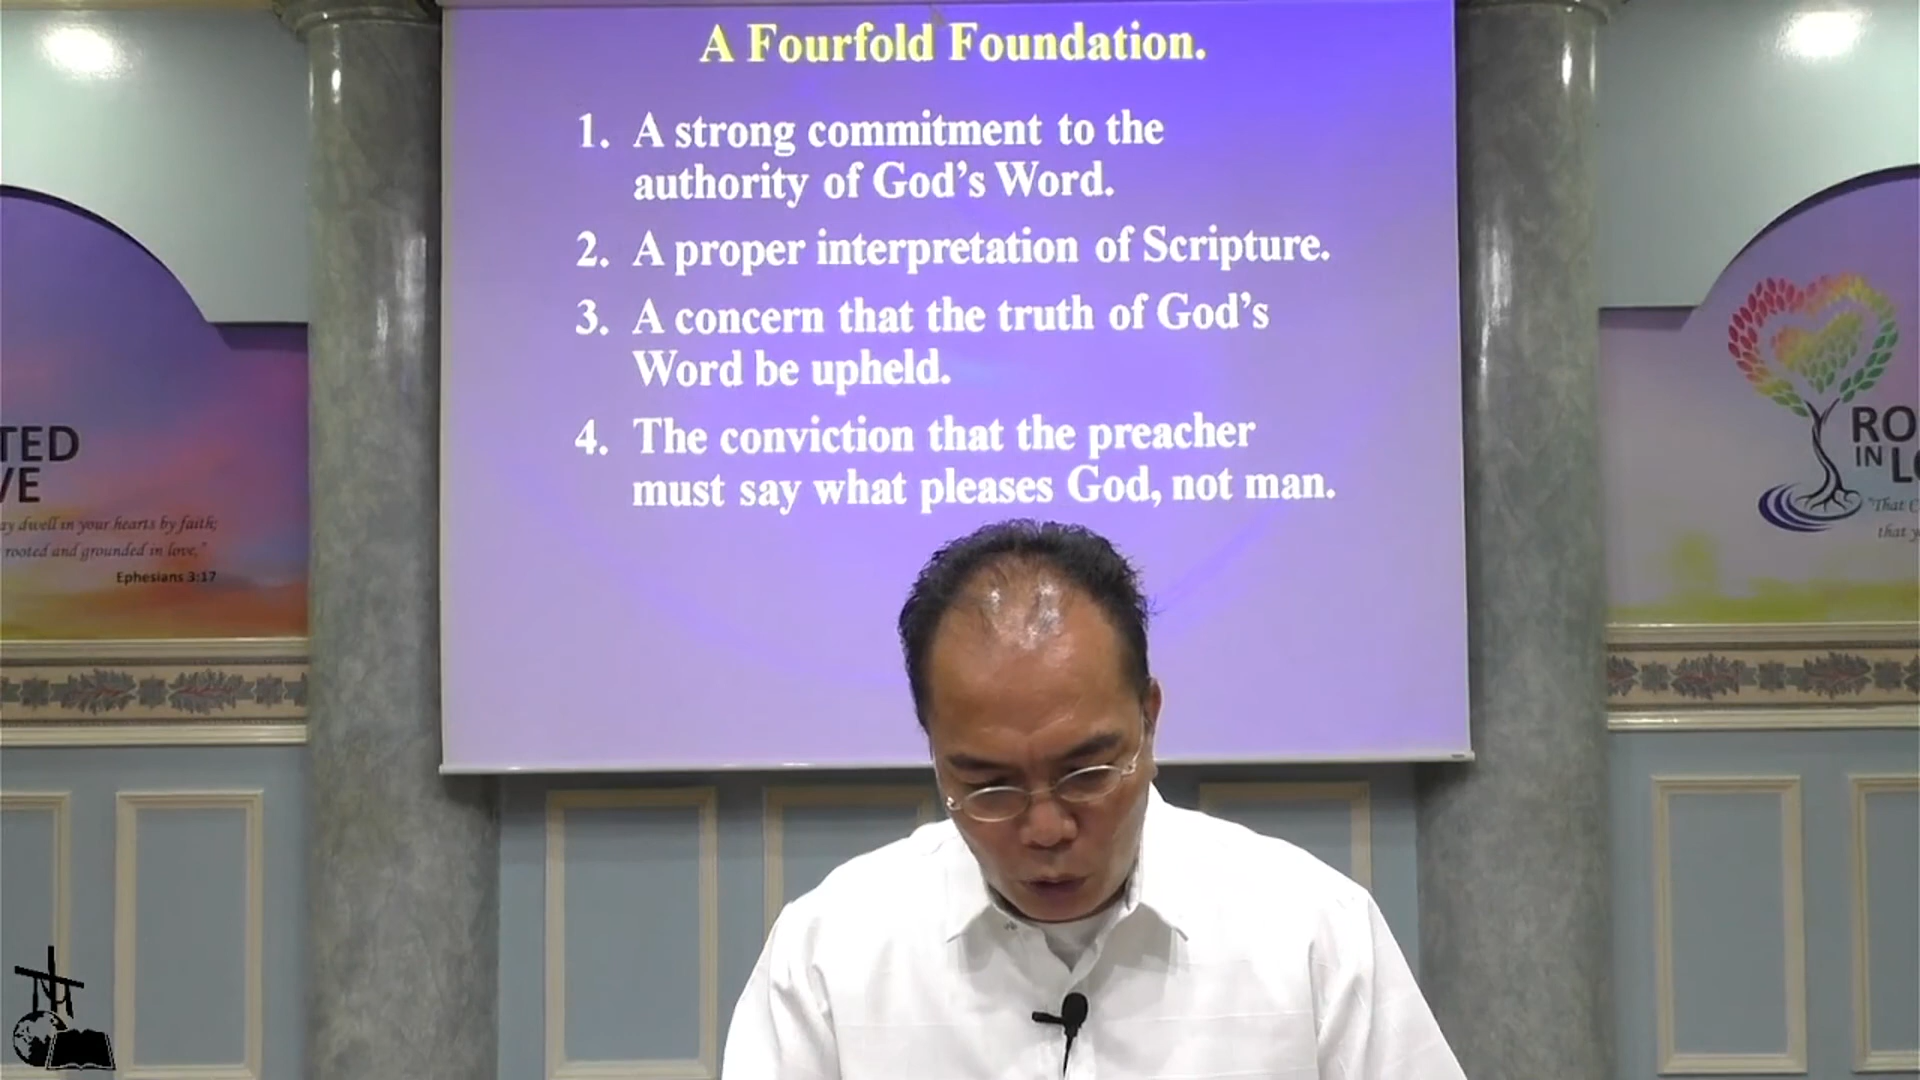 A Fourfold Foundation.
1. A strong commitment to the
authority of God's Word.
2. A proper interpretation of Scripture.
3. A concern that the truth of God's
Word be upheld.
4. The conviction that the preacher
must say what pleases God, not man.
TED
VE
ay dwell in your hearts by faith;
rooted and grounded in love,"
Ephesians 3:17
RO
IN LO
"That C
that y